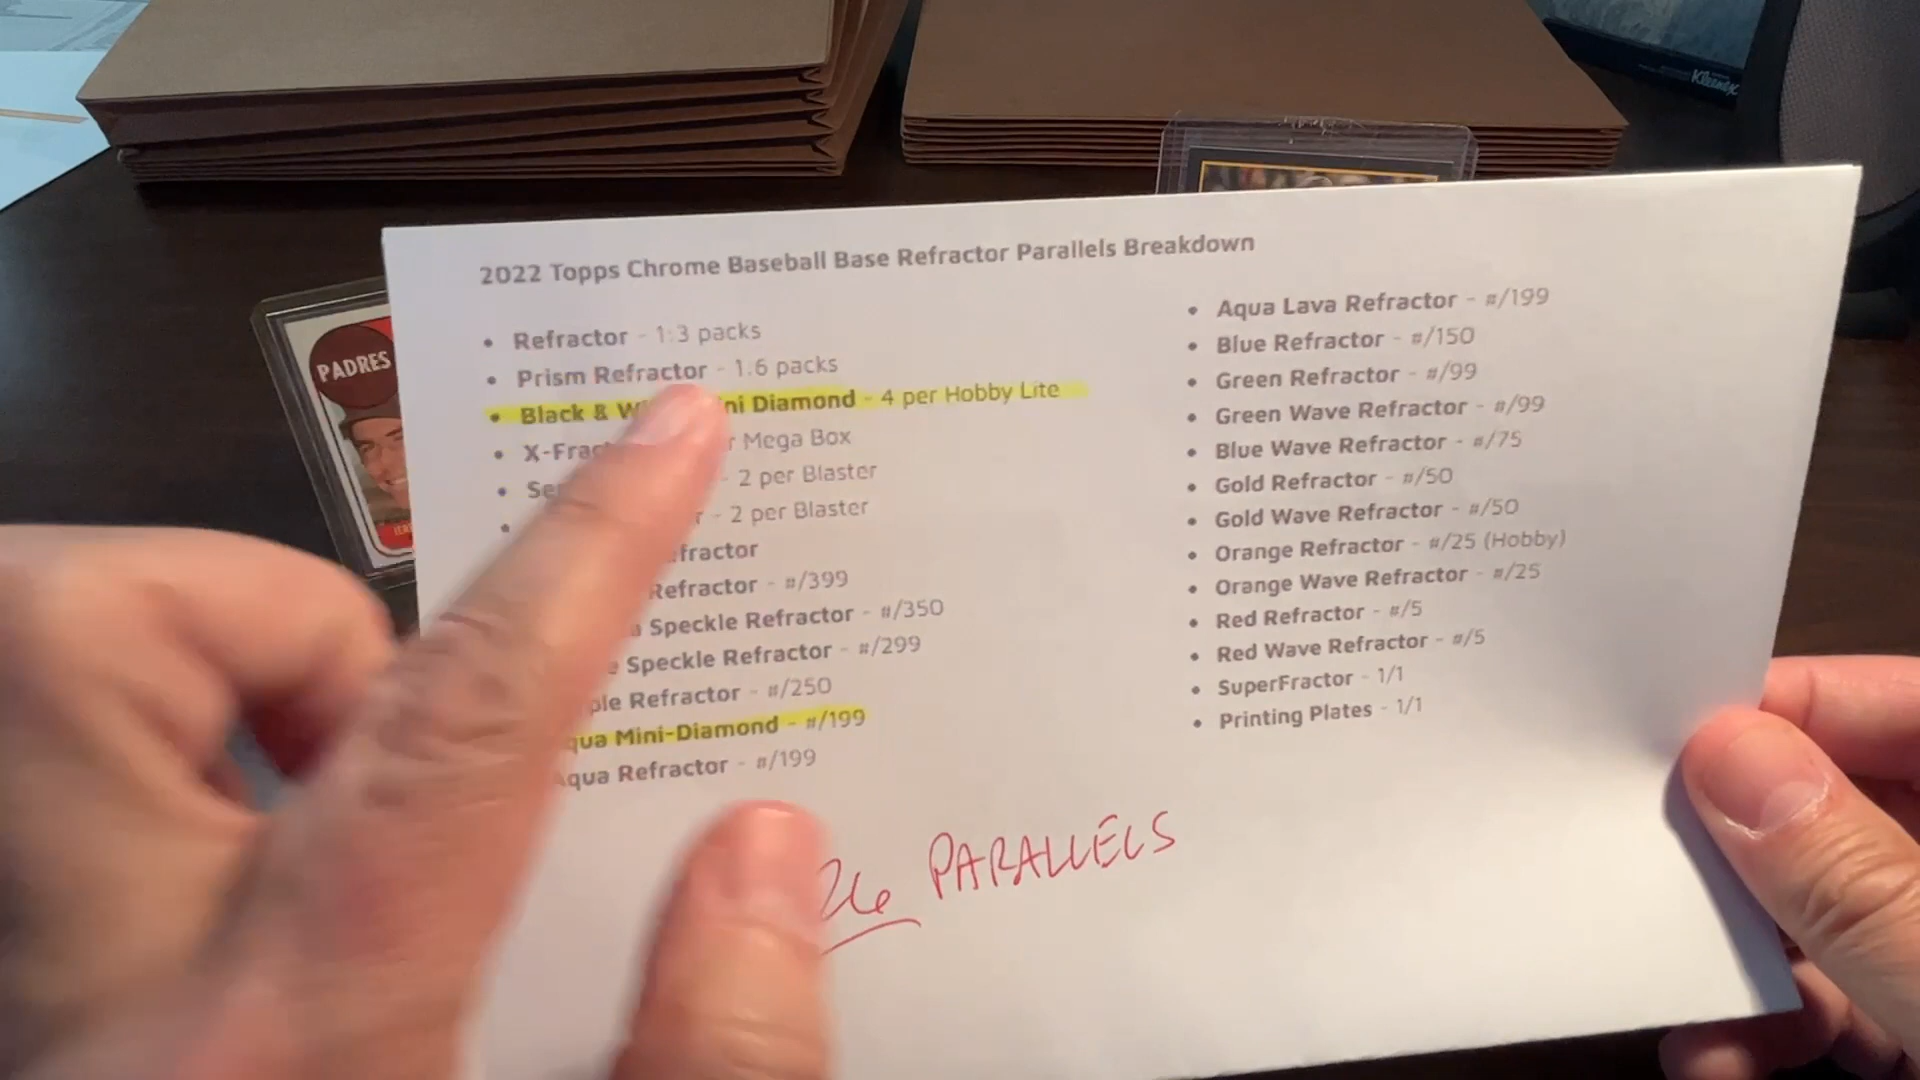 Kleenex
PADRES
2022 Topps Chrome Baseball Base Refractor Parallels Breakdown
• Refractor - 1:3 packs
• Prism Refractor - 1:6 packs
• Black & ni Diamond - 4 per Hobby Lite
• X-Frac Mega Box
• Se - 2 per Blaster
• r - 2 per Blaster
fractor
Refractor - #/399
a Speckle Refractor - #/350
e Speckle Refractor - #/299
ple Refractor - #/250
qua Mini-Diamond - #/199
Aqua Refractor - #/199
• Aqua Lava Refractor - #/199
• Blue Refractor - #/150
• Green Refractor - #/99
• Green Wave Refractor - #/99
• Blue Wave Refractor - #/75
• Gold Refractor - #/50
• Gold Wave Refractor - #/50
• Orange Refractor - #/25 (Hobby)
• Orange Wave Refractor - #/25
• Red Refractor - #/5
• Red Wave Refractor - #/5
• SuperFractor - 1/1
• Printing Plates - 1/1
26 PARALLELS